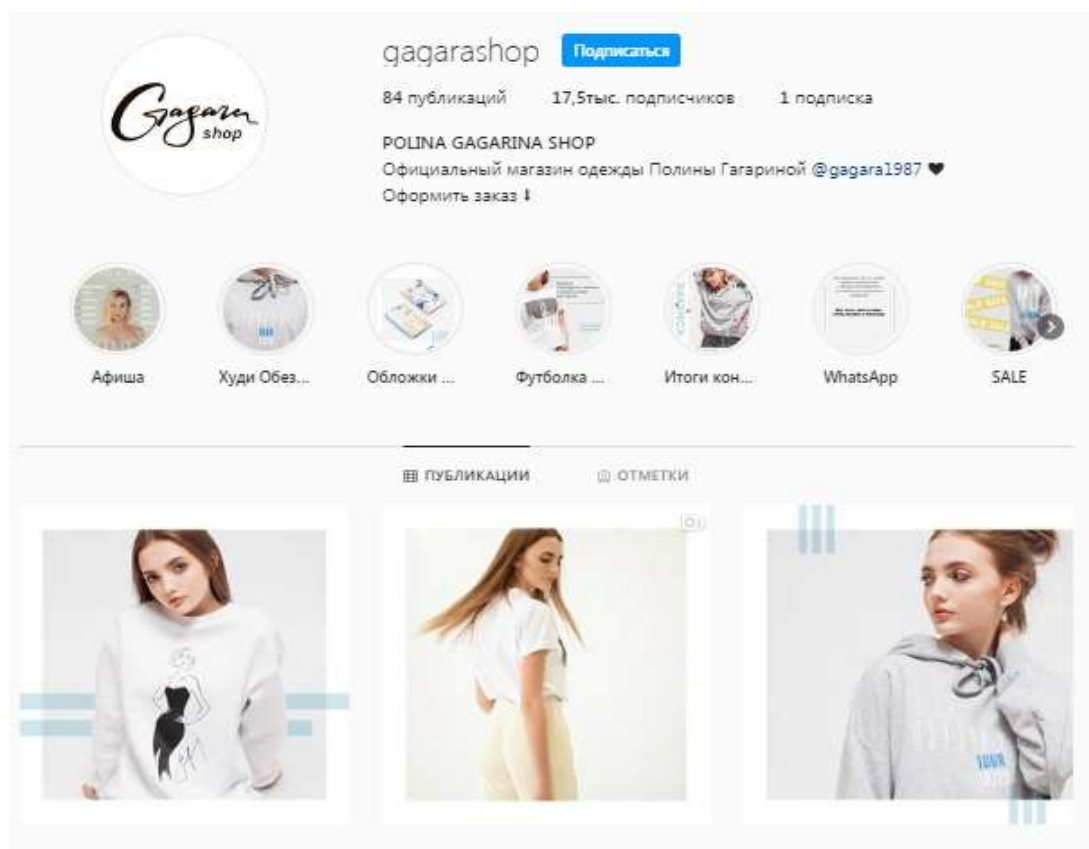 gagarashop Подписаться
Gagara
shop
84 публикаций 17,5тыс. подписчиков 1 подписка
POLINA GAGARINA SHOP
Официальный магазин одежды Полины Гагариной @gagara1987 🖤
Оформить заказ ⬇
Афиша Худи Обез... Обложки ... Футболка ... Итоги кон... WhatsApp SALE
ПУБЛИКАЦИИ ОТМЕТКИ
TOUR